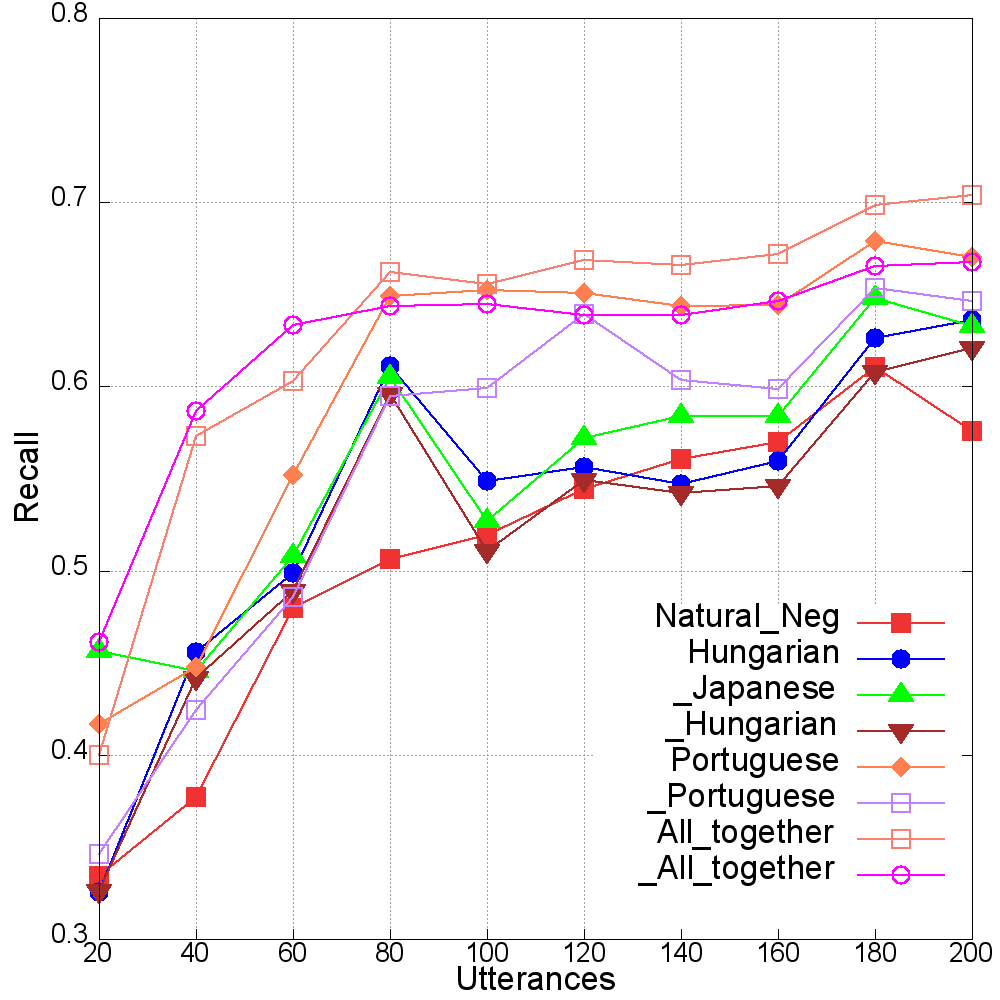 0.8
0.7
0.6
0.5
0.4
0.3
Recall
Natural_Neg
Hungarian
_Japanese
_Hungarian
Portuguese
_Portuguese
All_together
_All_together
20 40 60 80 100 120 140 160 180 200
Utterances